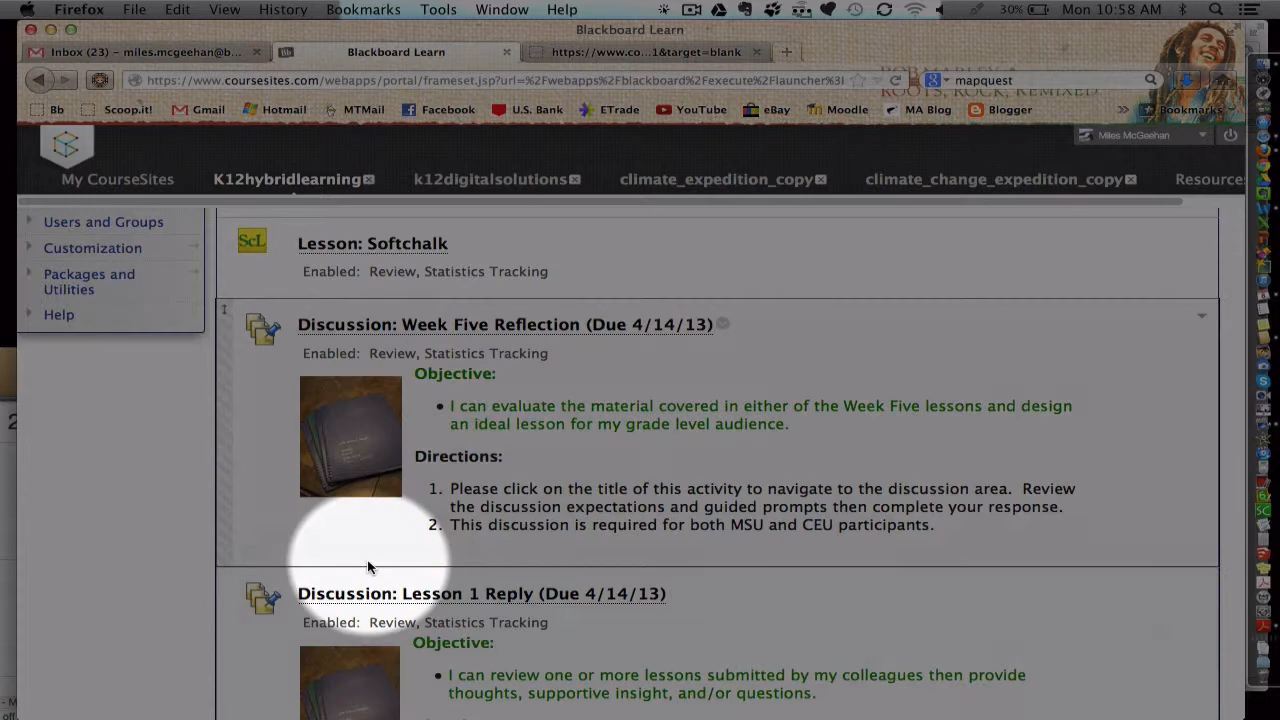 Firefox File Edit View History Bookmarks Tools Window Help 30% Mon 10:58 AM
Blackboard Learn
Inbox (23) – miles.mcgeehan@b... Blackboard Learn https://www.co...1&target=blank
https://www.coursesites.com/webapps/portal/frameset.jsp?url=%2Fwebapps%2Fblackboard%2Fexecute%2Flauncher%3I mapquest
ROOTS, ROCK, REMIXED
Bb Scoop.it! Gmail Hotmail MTMail Facebook U.S. Bank ETrade YouTube eBay Moodle MA Blog Blogger » Bookmarks
Miles McGeehan
My CourseSites K12hybridlearning k12digitalsolutions climate_expedition_copy climate_change_expedition_copy Resources
Users and Groups
Customization
Packages and
Utilities
Help
ScL Lesson: Softchalk
Enabled: Review, Statistics Tracking
Discussion: Week Five Reflection (Due 4/14/13)
Enabled: Review, Statistics Tracking
Objective:
• I can evaluate the material covered in either of the Week Five lessons and design
an ideal lesson for my grade level audience.
Directions:
1. Please click on the title of this activity to navigate to the discussion area. Review
the discussion expectations and guided prompts then complete your response.
2. This discussion is required for both MSU and CEU participants.
Discussion: Lesson 1 Reply (Due 4/14/13)
Enabled: Review, Statistics Tracking
Objective:
• I can review one or more lessons submitted by my colleagues then provide
thoughts, supportive insight, and/or questions.